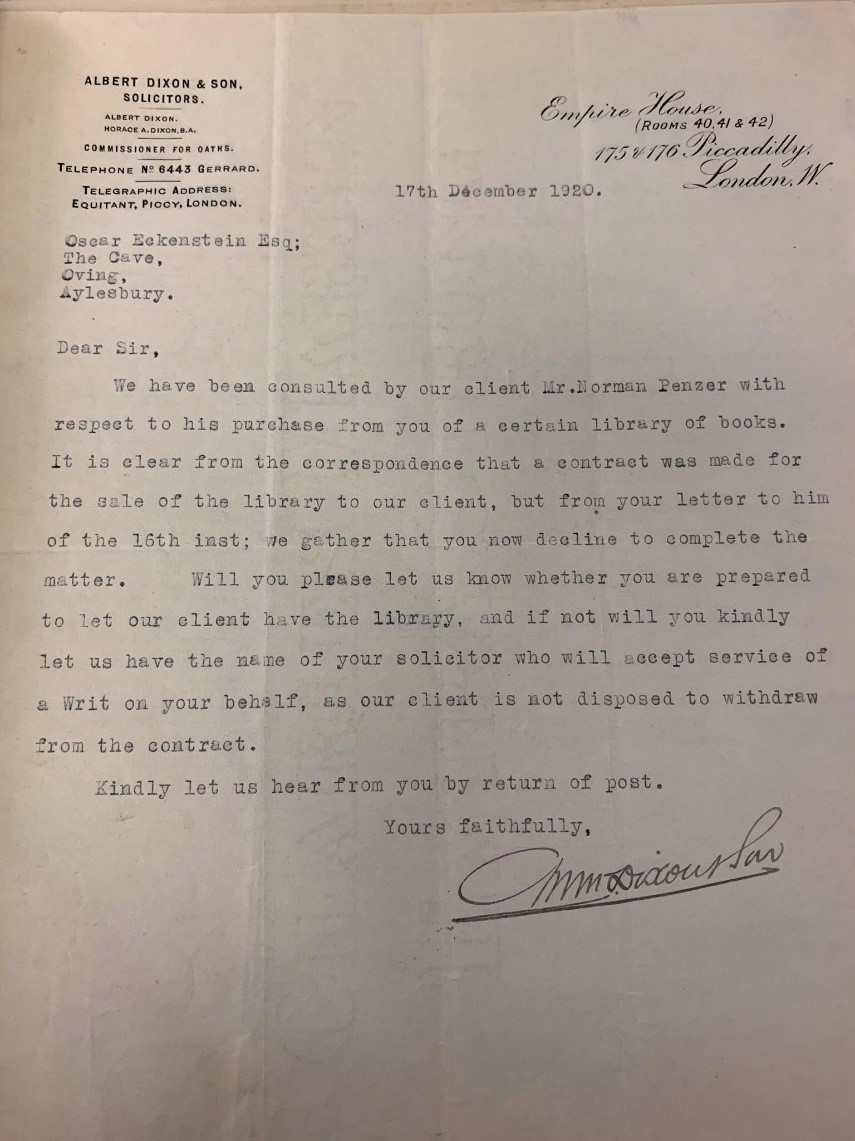 ALBERT DIXON & SON,
SOLICITORS.
ALBERT DIXON.
HORACE A. DIXON, B.A.
COMMISSIONER FOR OATHS.
TELEPHONE Nº 6443 GERRARD.
TELEGRAPHIC ADDRESS:
EQUITANT, PICCY, LONDON.
Empire House,
(ROOMS 40, 41 & 42)
175 & 176 Piccadilly,
London, W.
17th December 1920.
Oscar Eckenstein Esq;
The Cave,
Oving,
Aylesbury.
Dear Sir,
We have been consulted by our client Mr.Norman Penzer with
respect to his purchase from you of a certain library of books.
It is clear from the correspondence that a contract was made for
the sale of the library to our client, but from your letter to him
of the 16th inst; we gather that you now decline to complete the
matter. Will you please let us know whether you are prepared
to let our client have the library, and if not will you kindly
let us have the name of your solicitor who will accept service of
a Writ on your behalf, as our client is not disposed to withdraw
from the contract.
Kindly let us hear from you by return of post.
Yours faithfully,
Dixon & Son